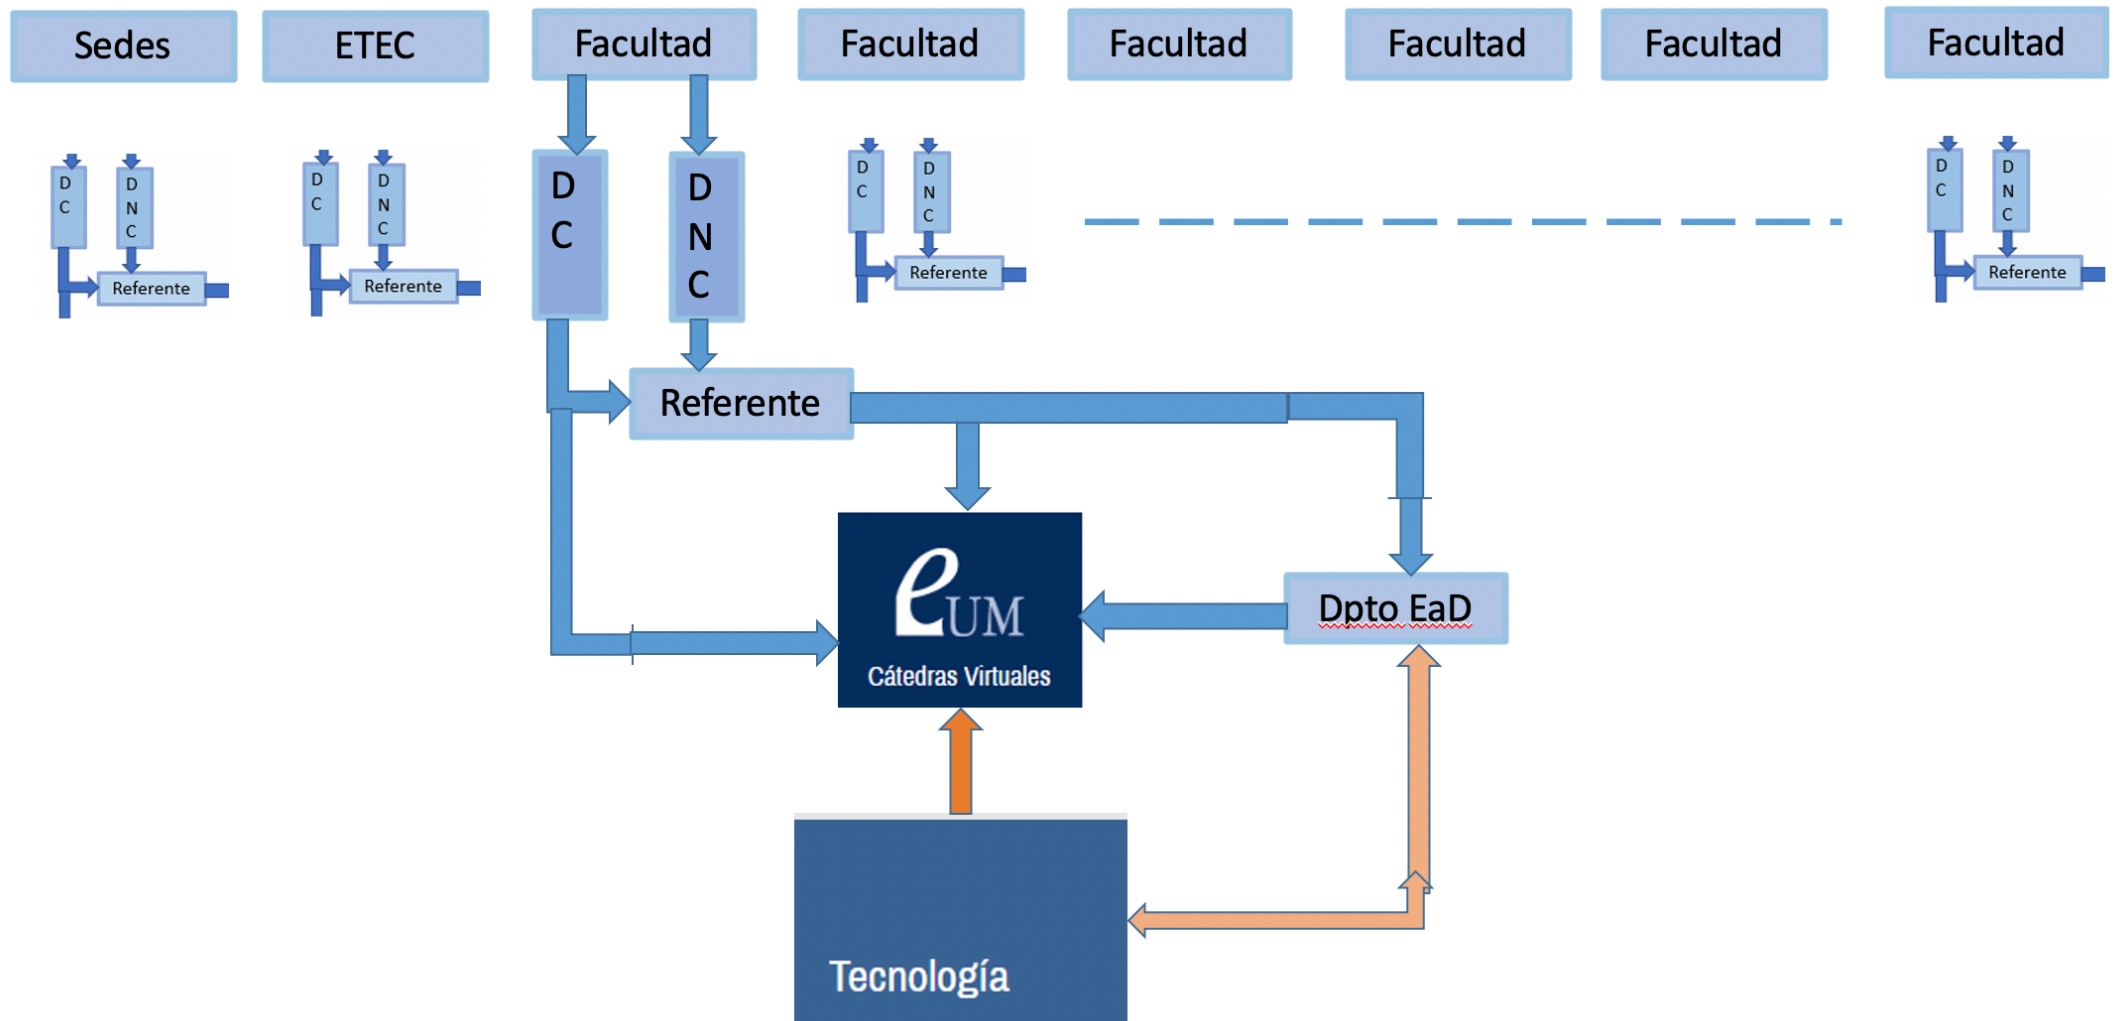 Sedes
ETEC
Facultad
Facultad
Facultad
Facultad
Facultad
Facultad
D
C
D
N
C
Referente
D
C
D
N
C
Referente
D
C
D
N
C
Referente
D
C
D
N
C
Referente
D
C
D
N
C
Referente
eUM
Cátedras Virtuales
Dpto EaD
Tecnología